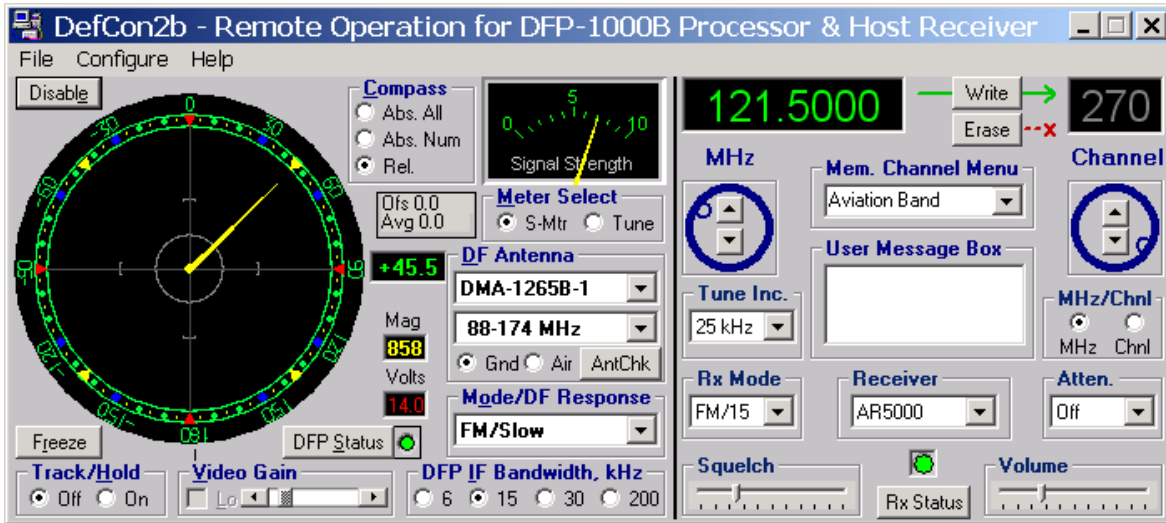 DefCon2b - Remote Operation for DFP-1000B Processor & Host Receiver
File Configure Help
Disable
0
30
60
90
120
150
180
-150
-120
-90
-60
-30
Compass
Abs. All
Abs. Num
Rel.
0 5 10
Signal Strength
Ofs 0.0
Avg 0.0
Meter Select
S-Mtr Tune
+45.5
DF Antenna
DMA-1265B-1
88-174 MHz
Gnd Air AntChk
Mag
858
Volts
14.0
Mode/DF Response
FM/Slow
Freeze
DFP Status
Track/Hold
Off On
Video Gain
Lo
DFP IF Bandwidth, kHz
6 15 30 200
121.5000
Write
Erase
--x
270
MHz
Mem. Channel Menu
Aviation Band
Channel
User Message Box
Tune Inc.
25 kHz
MHz/Chnl
MHz Chnl
Rx Mode
FM/15
Receiver
AR5000
Atten.
Off
Squelch
Rx Status
Volume